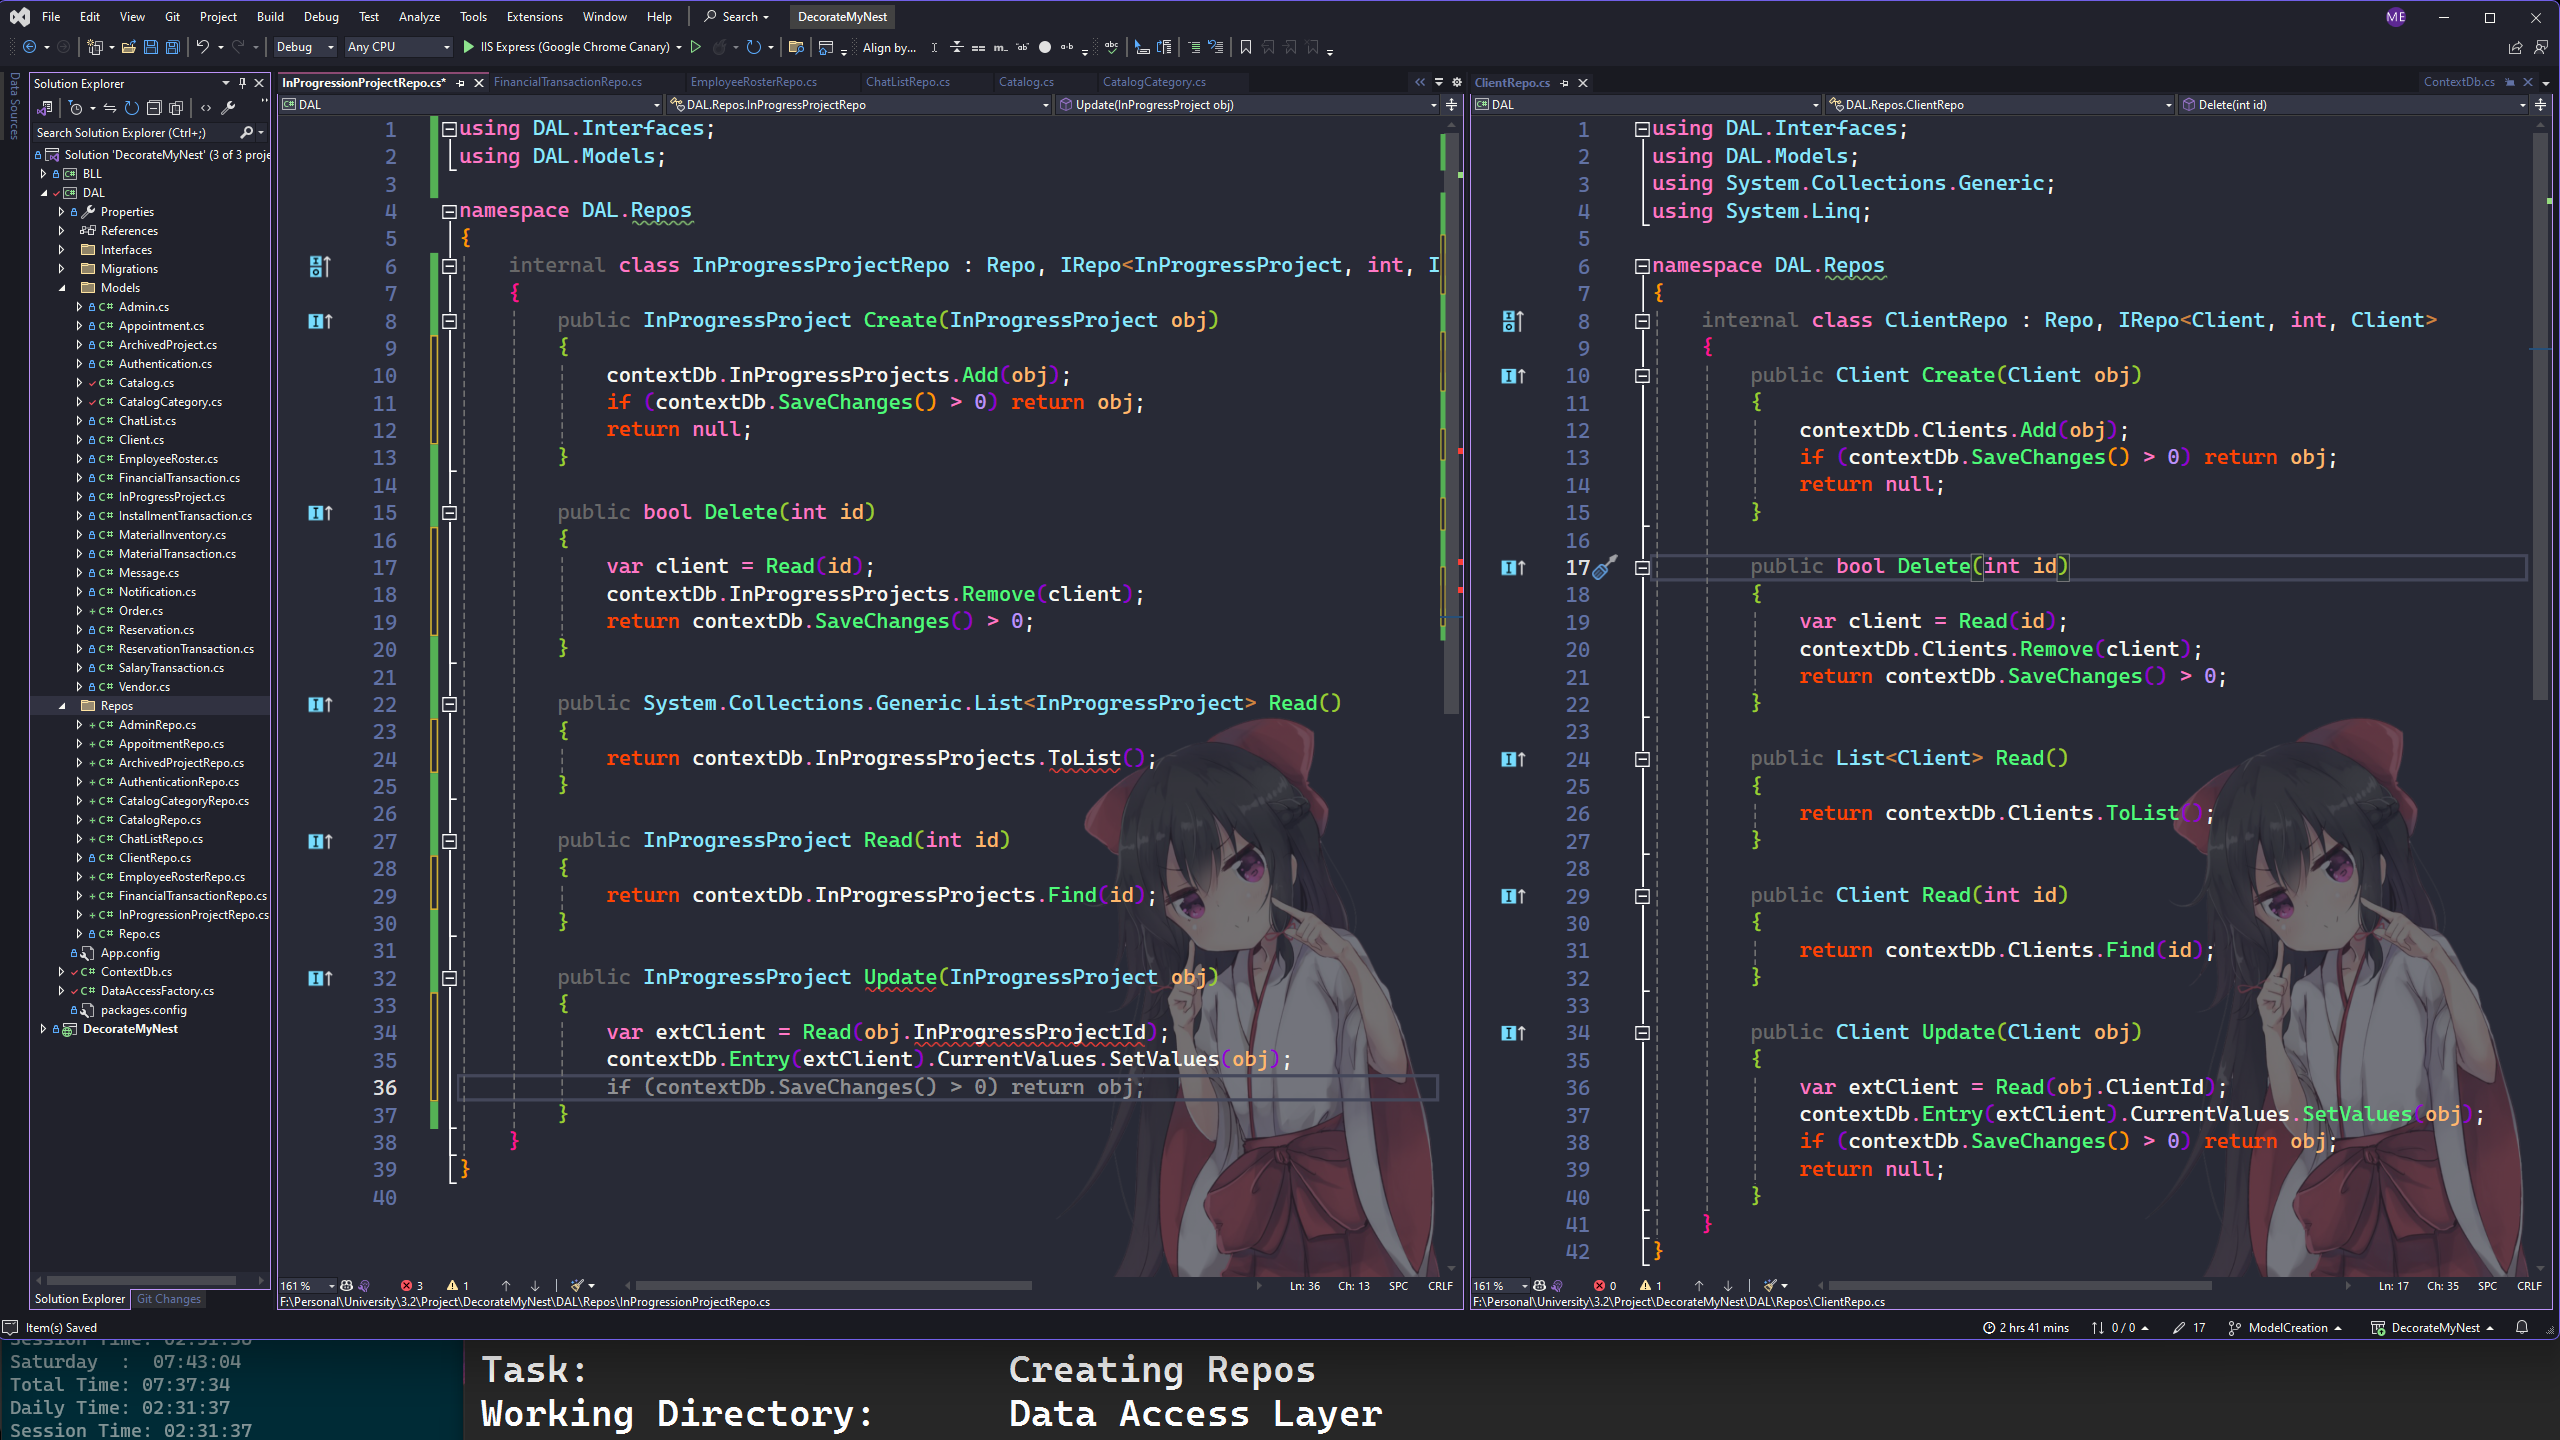 File Edit View Git Project Build Debug Test Analyze Tools Extensions Window Help Search DecorateMyNest ME
Debug Any CPU IIS Express (Google Chrome Canary) Align by...
Data Sources
Solution Explorer
Search Solution Explorer (Ctrl+;)
Solution 'DecorateMyNest' (3 of 3 proje
BLL
DAL
Properties
References
Interfaces
Migrations
Models
C# Admin.cs
C# Appointment.cs
C# ArchivedProject.cs
C# Authentication.cs
C# Catalog.cs
C# CatalogCategory.cs
C# ChatList.cs
C# Client.cs
C# EmployeeRoster.cs
C# FinancialTransaction.cs
C# InProgressProject.cs
C# InstallmentTransaction.cs
C# MaterialInventory.cs
C# MaterialTransaction.cs
C# Message.cs
C# Notification.cs
C# Order.cs
C# Reservation.cs
C# ReservationTransaction.cs
C# SalaryTransaction.cs
C# Vendor.cs
Repos
C# AdminRepo.cs
C# AppoitmentRepo.cs
C# ArchivedProjectRepo.cs
C# AuthenticationRepo.cs
C# CatalogCategoryRepo.cs
C# CatalogRepo.cs
C# ChatListRepo.cs
C# ClientRepo.cs
C# EmployeeRosterRepo.cs
C# FinancialTransactionRepo.cs
C# InProgressionProjectRepo.cs
C# Repo.cs
App.config
C# ContextDb.cs
C# DataAccessFactory.cs
packages.config
DecorateMyNest
Solution Explorer Git Changes
InProgressionProjectRepo.cs* FinancialTransactionRepo.cs EmployeeRosterRepo.cs ChatListRepo.cs Catalog.cs CatalogCategory.cs
DAL DAL.Repos.InProgressProjectRepo Update(InProgressProject obj)
1 using DAL.Interfaces;
2 using DAL.Models;
3
4 namespace DAL.Repos
5 {
6 internal class InProgressProjectRepo : Repo, IRepo<InProgressProject, int, I
7 {
8 public InProgressProject Create(InProgressProject obj)
9 {
10 contextDb.InProgressProjects.Add(obj);
11 if (contextDb.SaveChanges() > 0) return obj;
12 return null;
13 }
14
15 public bool Delete(int id)
16 {
17 var client = Read(id);
18 contextDb.InProgressProjects.Remove(client);
19 return contextDb.SaveChanges() > 0;
20 }
21
22 public System.Collections.Generic.List<InProgressProject> Read()
23 {
24 return contextDb.InProgressProjects.ToList();
25 }
26
27 public InProgressProject Read(int id)
28 {
29 return contextDb.InProgressProjects.Find(id);
30 }
31
32 public InProgressProject Update(InProgressProject obj)
33 {
34 var extClient = Read(obj.InProgressProjectId);
35 contextDb.Entry(extClient).CurrentValues.SetValues(obj);
36 if (contextDb.SaveChanges() > 0) return obj;
37 }
38 }
39 }
40
161 % 3 1 Ln: 36 Ch: 13 SPC CRLF
F:\Personal\University\3.2\Project\DecorateMyNest\DAL\Repos\InProgressionProjectRepo.cs
ClientRepo.cs ContextDb.cs
DAL DAL.Repos.ClientRepo Delete(int id)
1 using DAL.Interfaces;
2 using DAL.Models;
3 using System.Collections.Generic;
4 using System.Linq;
5
6 namespace DAL.Repos
7 {
8 internal class ClientRepo : Repo, IRepo<Client, int, Client>
9 {
10 public Client Create(Client obj)
11 {
12 contextDb.Clients.Add(obj);
13 if (contextDb.SaveChanges() > 0) return obj;
14 return null;
15 }
16
17 public bool Delete(int id)
18 {
19 var client = Read(id);
20 contextDb.Clients.Remove(client);
21 return contextDb.SaveChanges() > 0;
22 }
23
24 public List<Client> Read()
25 {
26 return contextDb.Clients.ToList();
27 }
28
29 public Client Read(int id)
30 {
31 return contextDb.Clients.Find(id);
32 }
33
34 public Client Update(Client obj)
35 {
36 var extClient = Read(obj.ClientId);
37 contextDb.Entry(extClient).CurrentValues.SetValues(obj);
38 if (contextDb.SaveChanges() > 0) return obj;
39 return null;
40 }
41 }
42 }
161 % 0 1 Ln: 17 Ch: 35 SPC CRLF
F:\Personal\University\3.2\Project\DecorateMyNest\DAL\Repos\ClientRepo.cs
Item(s) Saved 2 hrs 41 mins 0 / 0 17 ModelCreation DecorateMyNest
Saturday : 07:43:04
Total Time: 07:37:34
Daily Time: 02:31:37
Session Time: 02:31:37
Task: Creating Repos
Working Directory: Data Access Layer